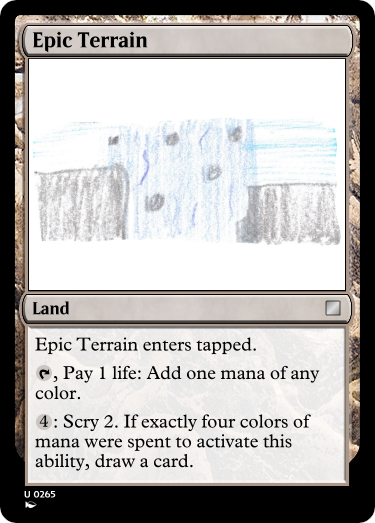 Epic Terrain
Land
Epic Terrain enters tapped.
, Pay 1 life: Add one mana of any
color.
4: Scry 2. If exactly four colors of
mana were spent to activate this
ability, draw a card.
U 0265